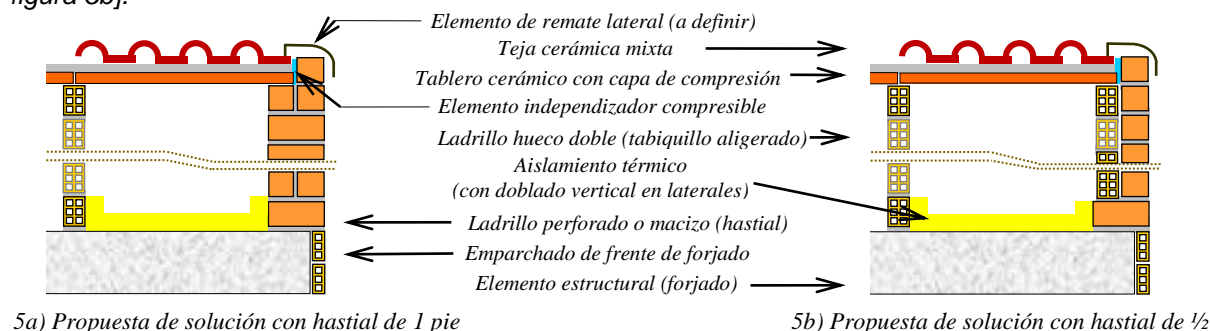 figura 5b].
Elemento de remate lateral (a definir)
Teja cerámica mixta
Tablero cerámico con capa de compresión
Elemento independizador compresible
Ladrillo hueco doble (tabiquillo aligerado)
Aislamiento térmico
(con doblado vertical en laterales)
Ladrillo perforado o macizo (hastial)
Emparchado de frente de forjado
Elemento estructural (forjado)
5a) Propuesta de solución con hastial de 1 pie
5b) Propuesta de solución con hastial de ½